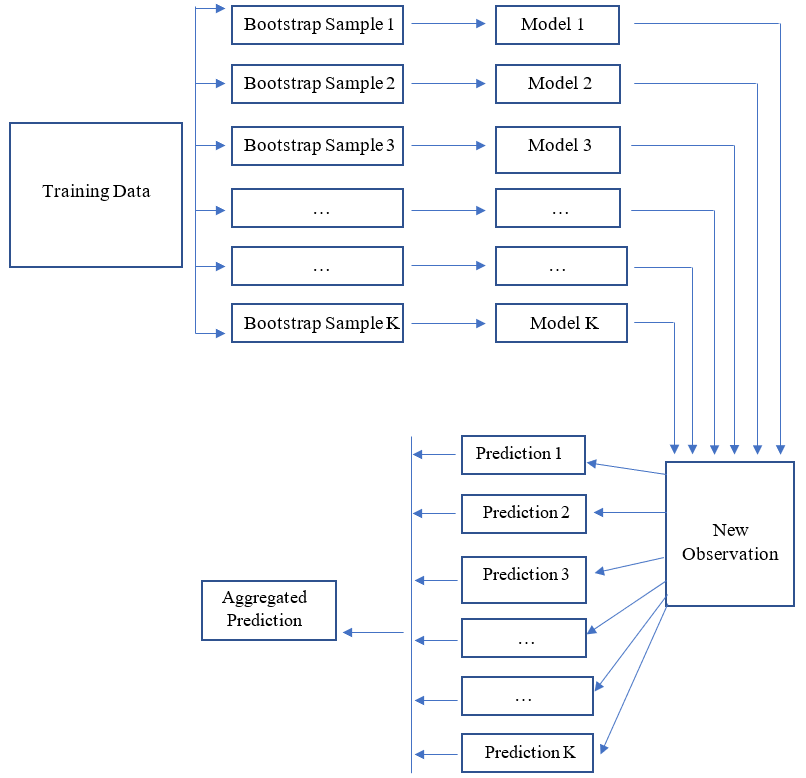 Bootstrap Sample 1
Model 1
Bootstrap Sample 2
Model 2
Bootstrap Sample 3
Model 3
Training Data
…
…
…
…
Bootstrap Sample K
Model K
Prediction 1
Prediction 2
New
Observation
Prediction 3
Aggregated
Prediction
…
…
Prediction K